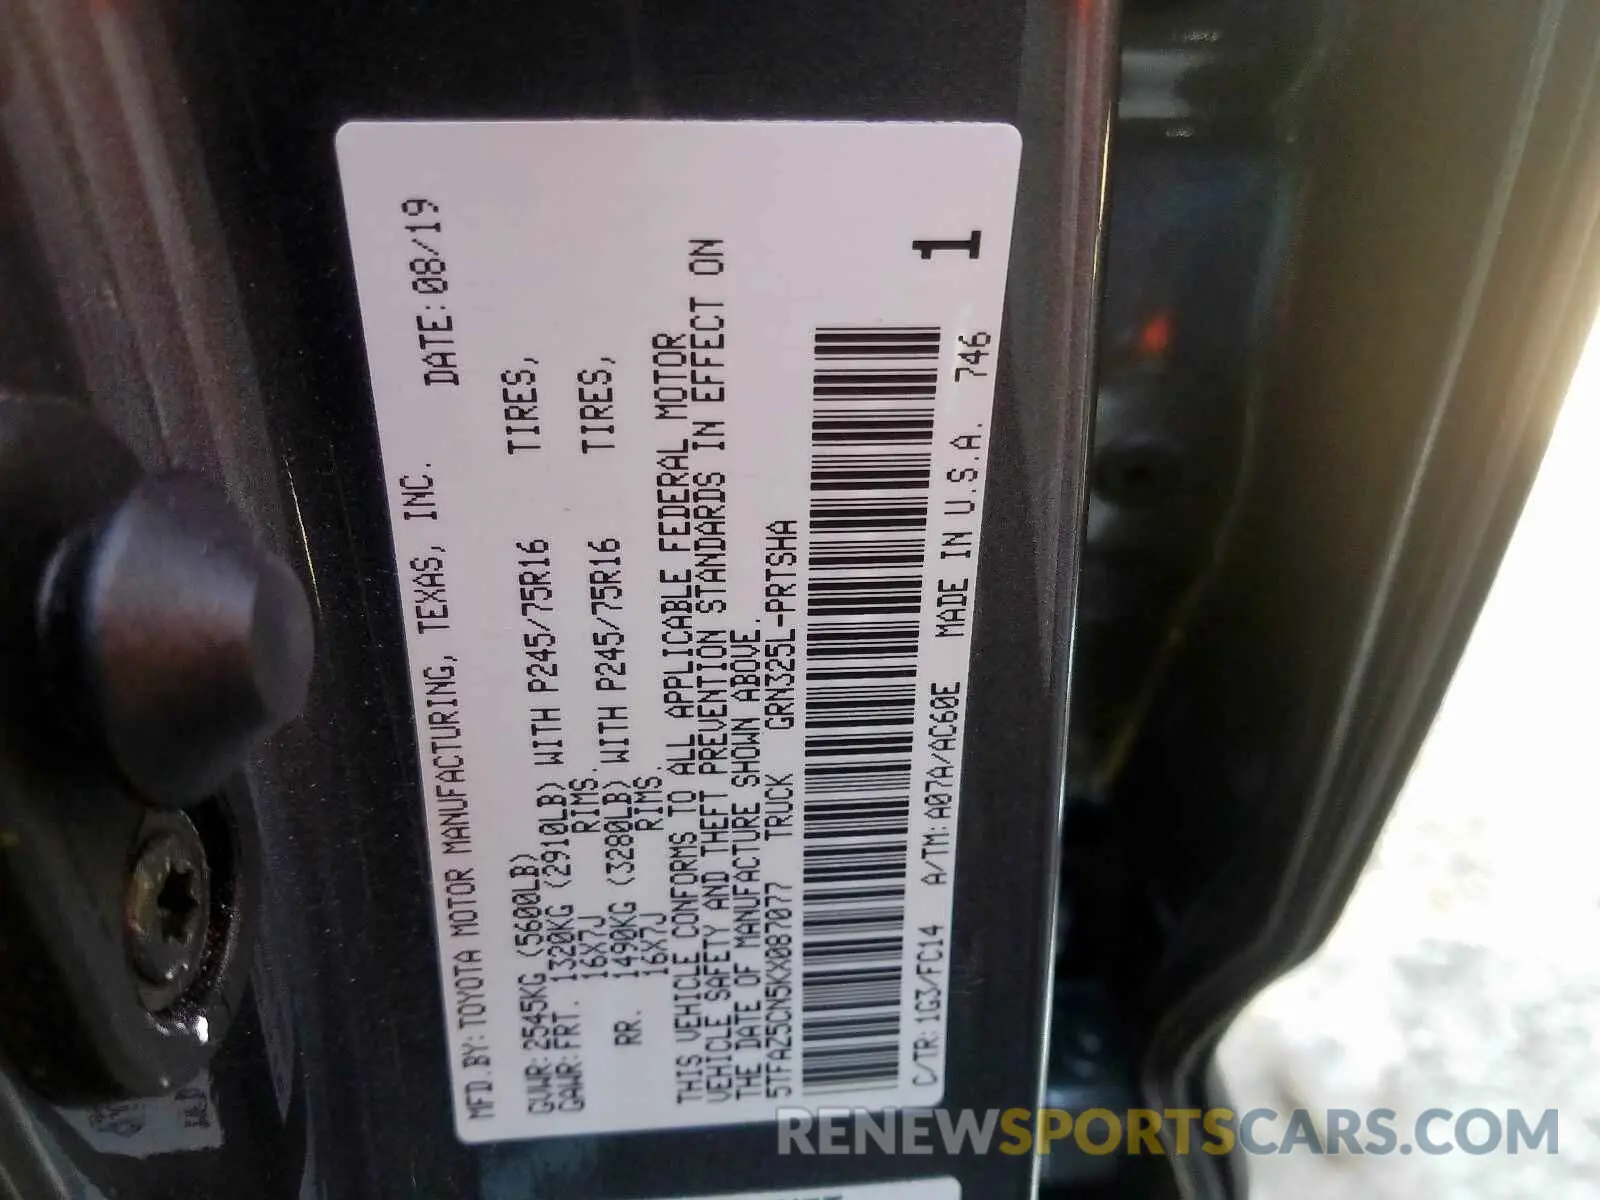 MFD.BY:TOYOTA MOTOR MANUFACTURING, TEXAS, INC. DATE:08/19
GVWR:2545KG (5600LB)
GAWR:FRT. 1320KG (2910LB) WITH P245/75R16 TIRES,
16X7J RIMS,
RR. 1490KG (3280LB) WITH P245/75R16 TIRES,
16X7J RIMS.
THIS VEHICLE CONFORMS TO ALL APPLICABLE FEDERAL MOTOR
VEHICLE SAFETY AND THEFT PREVENTION STANDARDS IN EFFECT ON
THE DATE OF MANUFACTURE SHOWN ABOVE.
5TFAZ5CN5KX087077 TRUCK GRN325L-PRTSHA
C/TR:1G3/FC14 A/TM:A07A/AC60E MADE IN U.S.A. 746
1
RENEWSPORTSCARS.COM